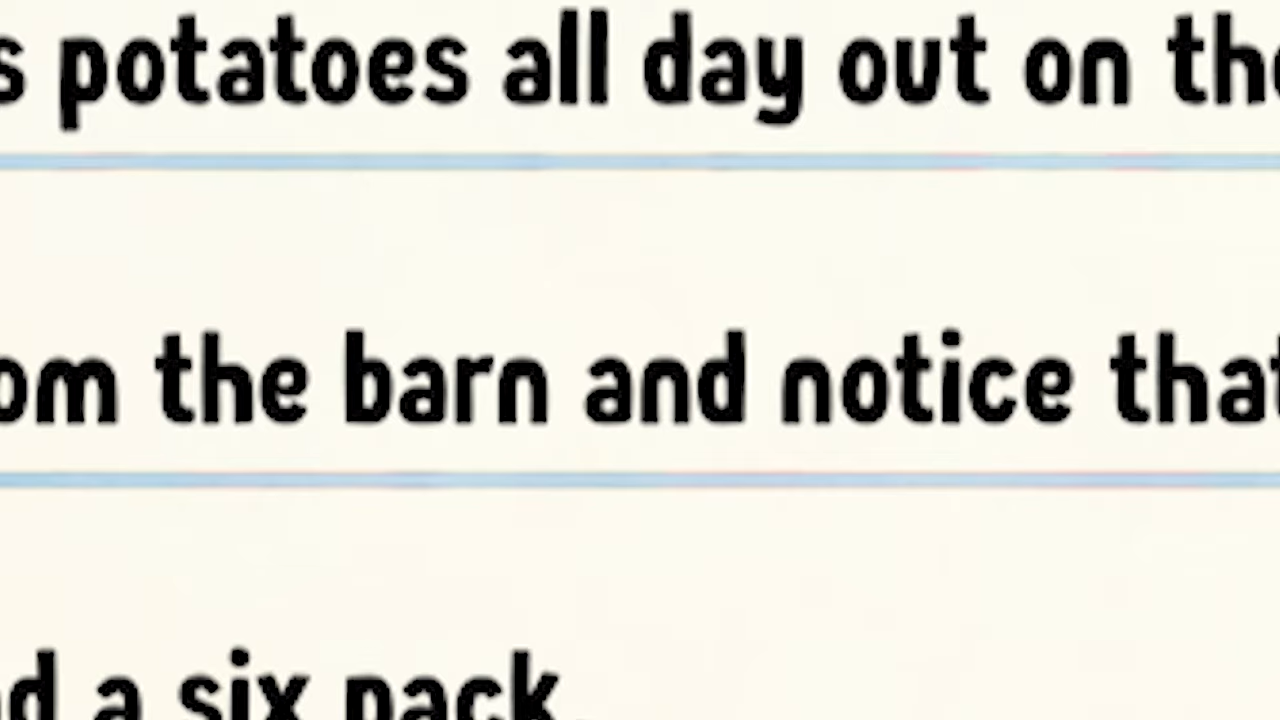 s potatoes all day out on the
om the barn and notice that
d a six pack.